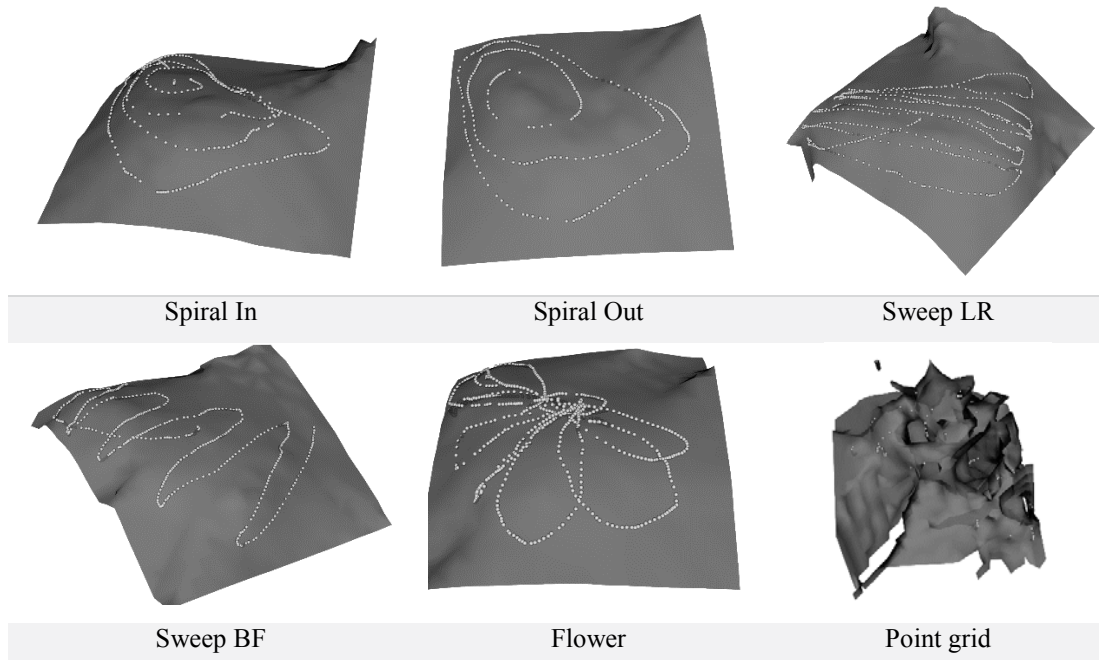 Spiral In
Spiral Out
Sweep LR
Sweep BF
Flower
Point grid